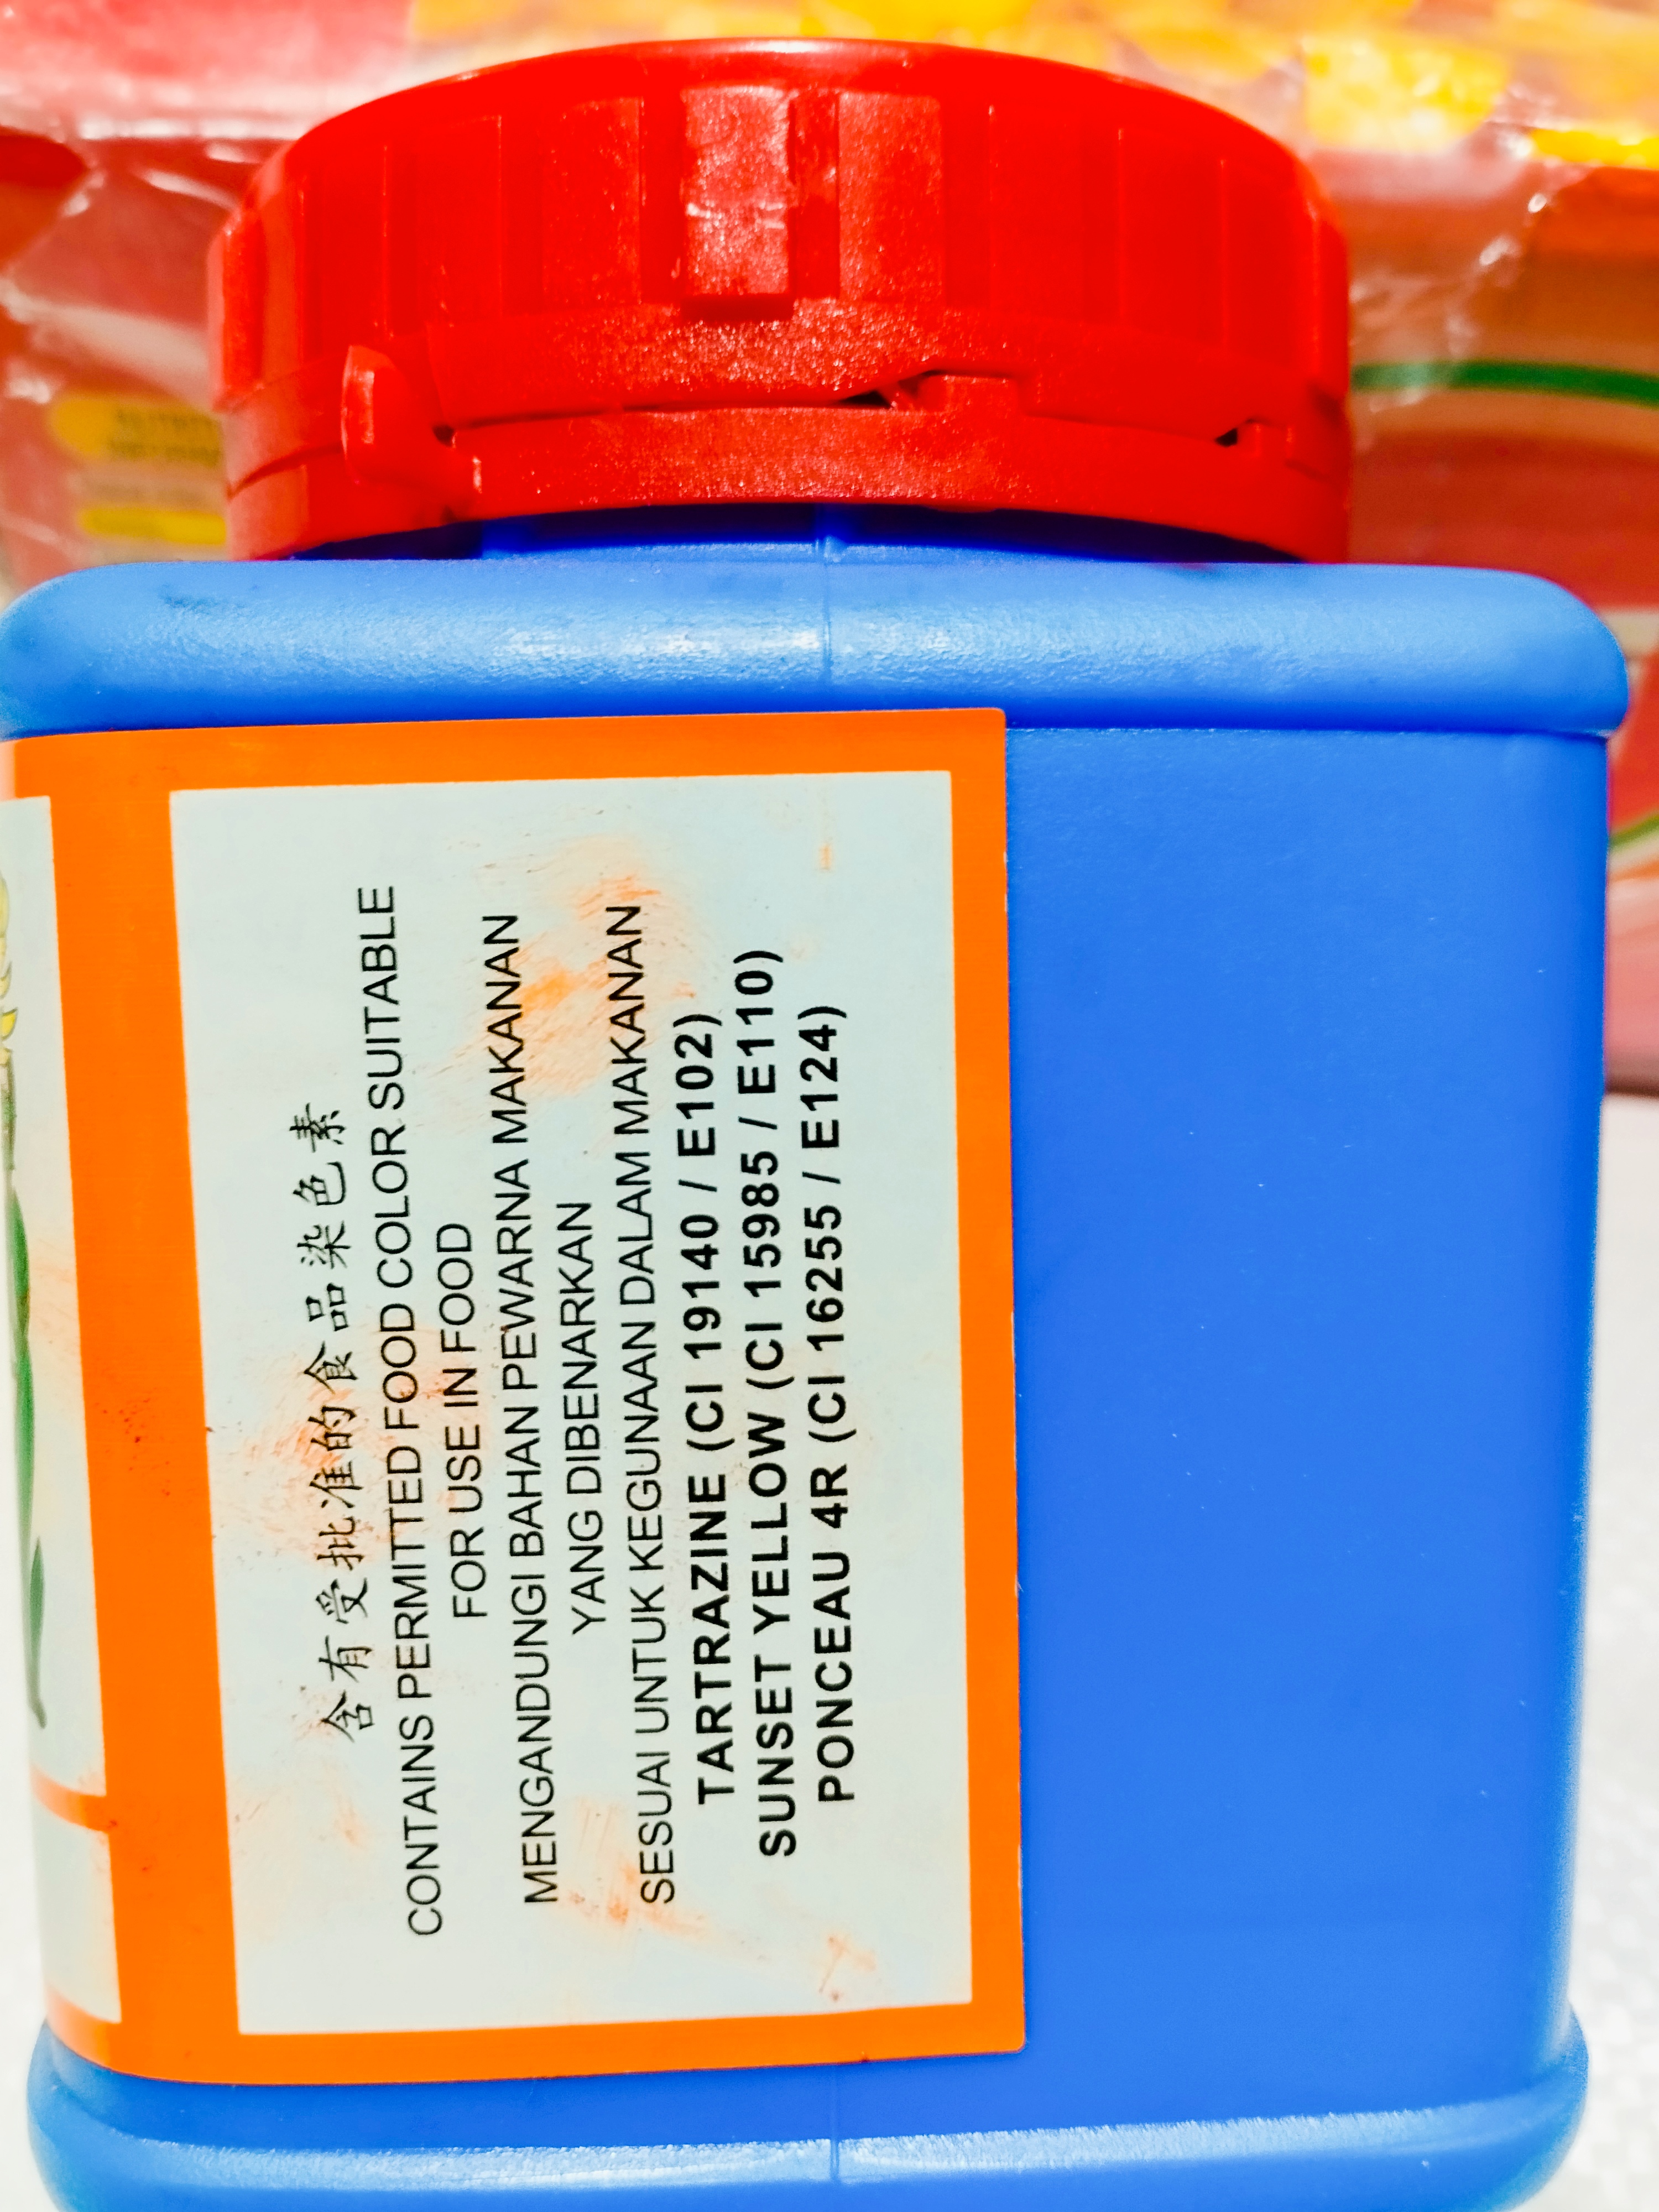 含有受批准的食品染色素
CONTAINS PERMITTED FOOD COLOR SUITABLE
FOR USE IN FOOD
MENGANDUNGI BAHAN PEWARNA MAKANAN
YANG DIBENARKAN
SESUAI UNTUK KEGUNAAN DALAM MAKANAN
TARTRAZINE (CI 19140 / E102)
SUNSET YELLOW (CI 15985 / E110)
PONCEAU 4R (CI 16255 / E124)